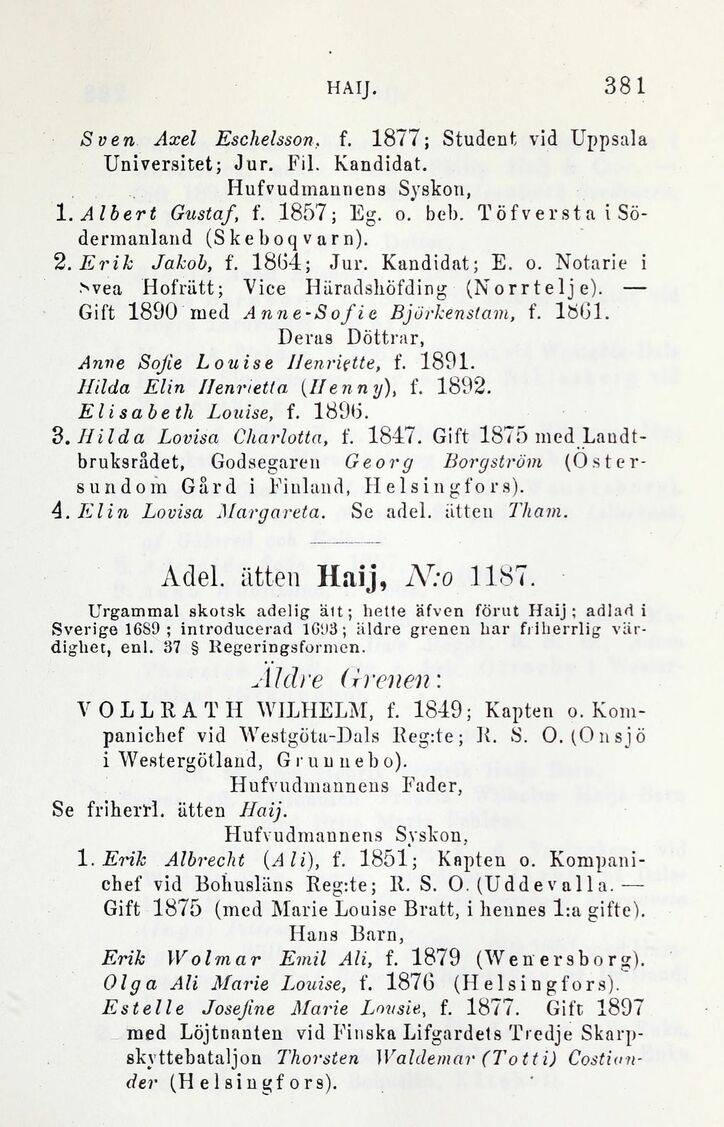 HAIJ. 381
Sven Axel Eschelsson, f. 1877; Student vid Uppsala
Universitet; Jur. Fil. Kandidat.
Hufvudmannens Syskon,
1. Albert Gustaf, f. 1857; Eg. o. beb. Töfversta i Sö-
dermanland (Skeboqvarn).
2. Erik Jakob, f. 1864; Jur. Kandidat; E. o. Notarie i
Svea Hofrätt; Vice Häradshöfding (Norrtelje). —
Gift 1890 med Anne-Sofie Björkenstam, f. 1861.
Deras Döttrar,
Anne Sofie Louise Henriette, f. 1891.
Hilda Elin Henrietta (Henny), f. 1892.
Elisabeth Louise, f. 1896.
3. Hilda Lovisa Charlotta, f. 1847. Gift 1875 med Landt-
bruksrådet, Godsegaren Georg Borgström (Öster-
sundom Gård i Finland, Helsingfors).
4. Elin Lovisa Margareta. Se adel. ätten Tham.
Adel. ätten Haij, N:o 1187.
Urgammal skotsk adelig ätt; hette äfven förut Haij; adlad i
Sverige 1689; introducerad 1693; äldre grenen har friherrlig vär-
dighet, enl. 37 § Regeringsformen.
Äldre Grenen:
VOLLRATH WILHELM, f. 1849; Kapten o. Kom-
panichef vid Westgöta-Dals Reg:te; R. S. O. (Onsjö
i Westergötland, Grunnebo).
Hufvudmannens Fader,
Se friherrl. ätten Haij.
Hufvudmannens Syskon,
1. Erik Albrecht (Ali), f. 1851; Kapten o. Kompani-
chef vid Bohusläns Reg:te; R. S. O. (Uddevalla. —
Gift 1875 (med Marie Louise Bratt, i hennes 1:a gifte).
Hans Barn,
Erik Wolmar Emil Ali, f. 1879 (Wenersborg).
Olga Ali Marie Louise, f. 1876 (Helsingfors).
Estelle Josefine Marie Lousie, f. 1877. Gift 1897
med Löjtnanten vid Finska Lifgardets Tredje Skarp-
skyttebataljon Thorsten Waldemar (Totti) Costian-
der (Helsingfors).